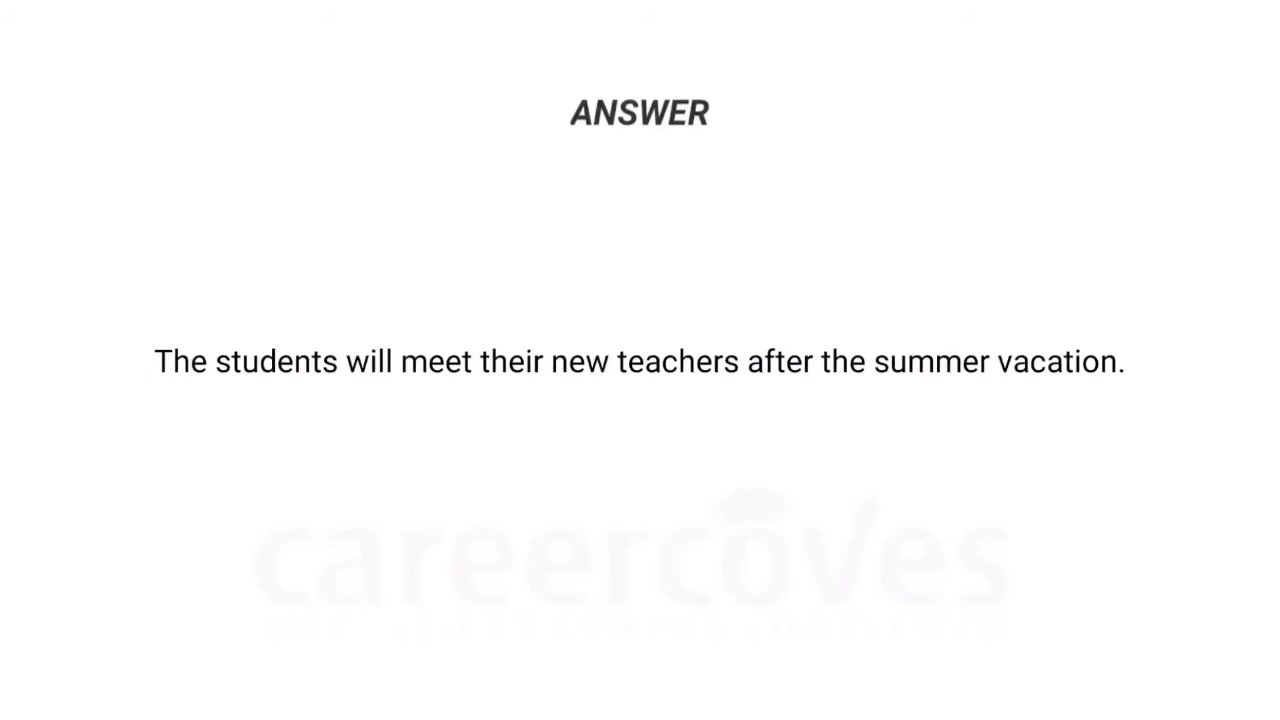 ANSWER
The students will meet their new teachers after the summer vacation.
careercoves